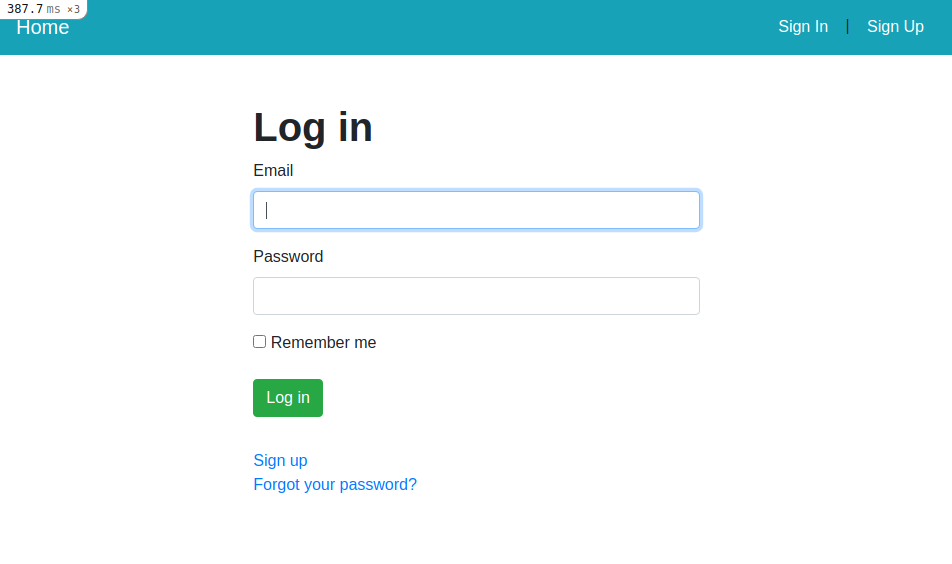 387.7 ms ×3
Home
Sign In | Sign Up
Log in
Email
Password
Remember me
Log in
Sign up
Forgot your password?